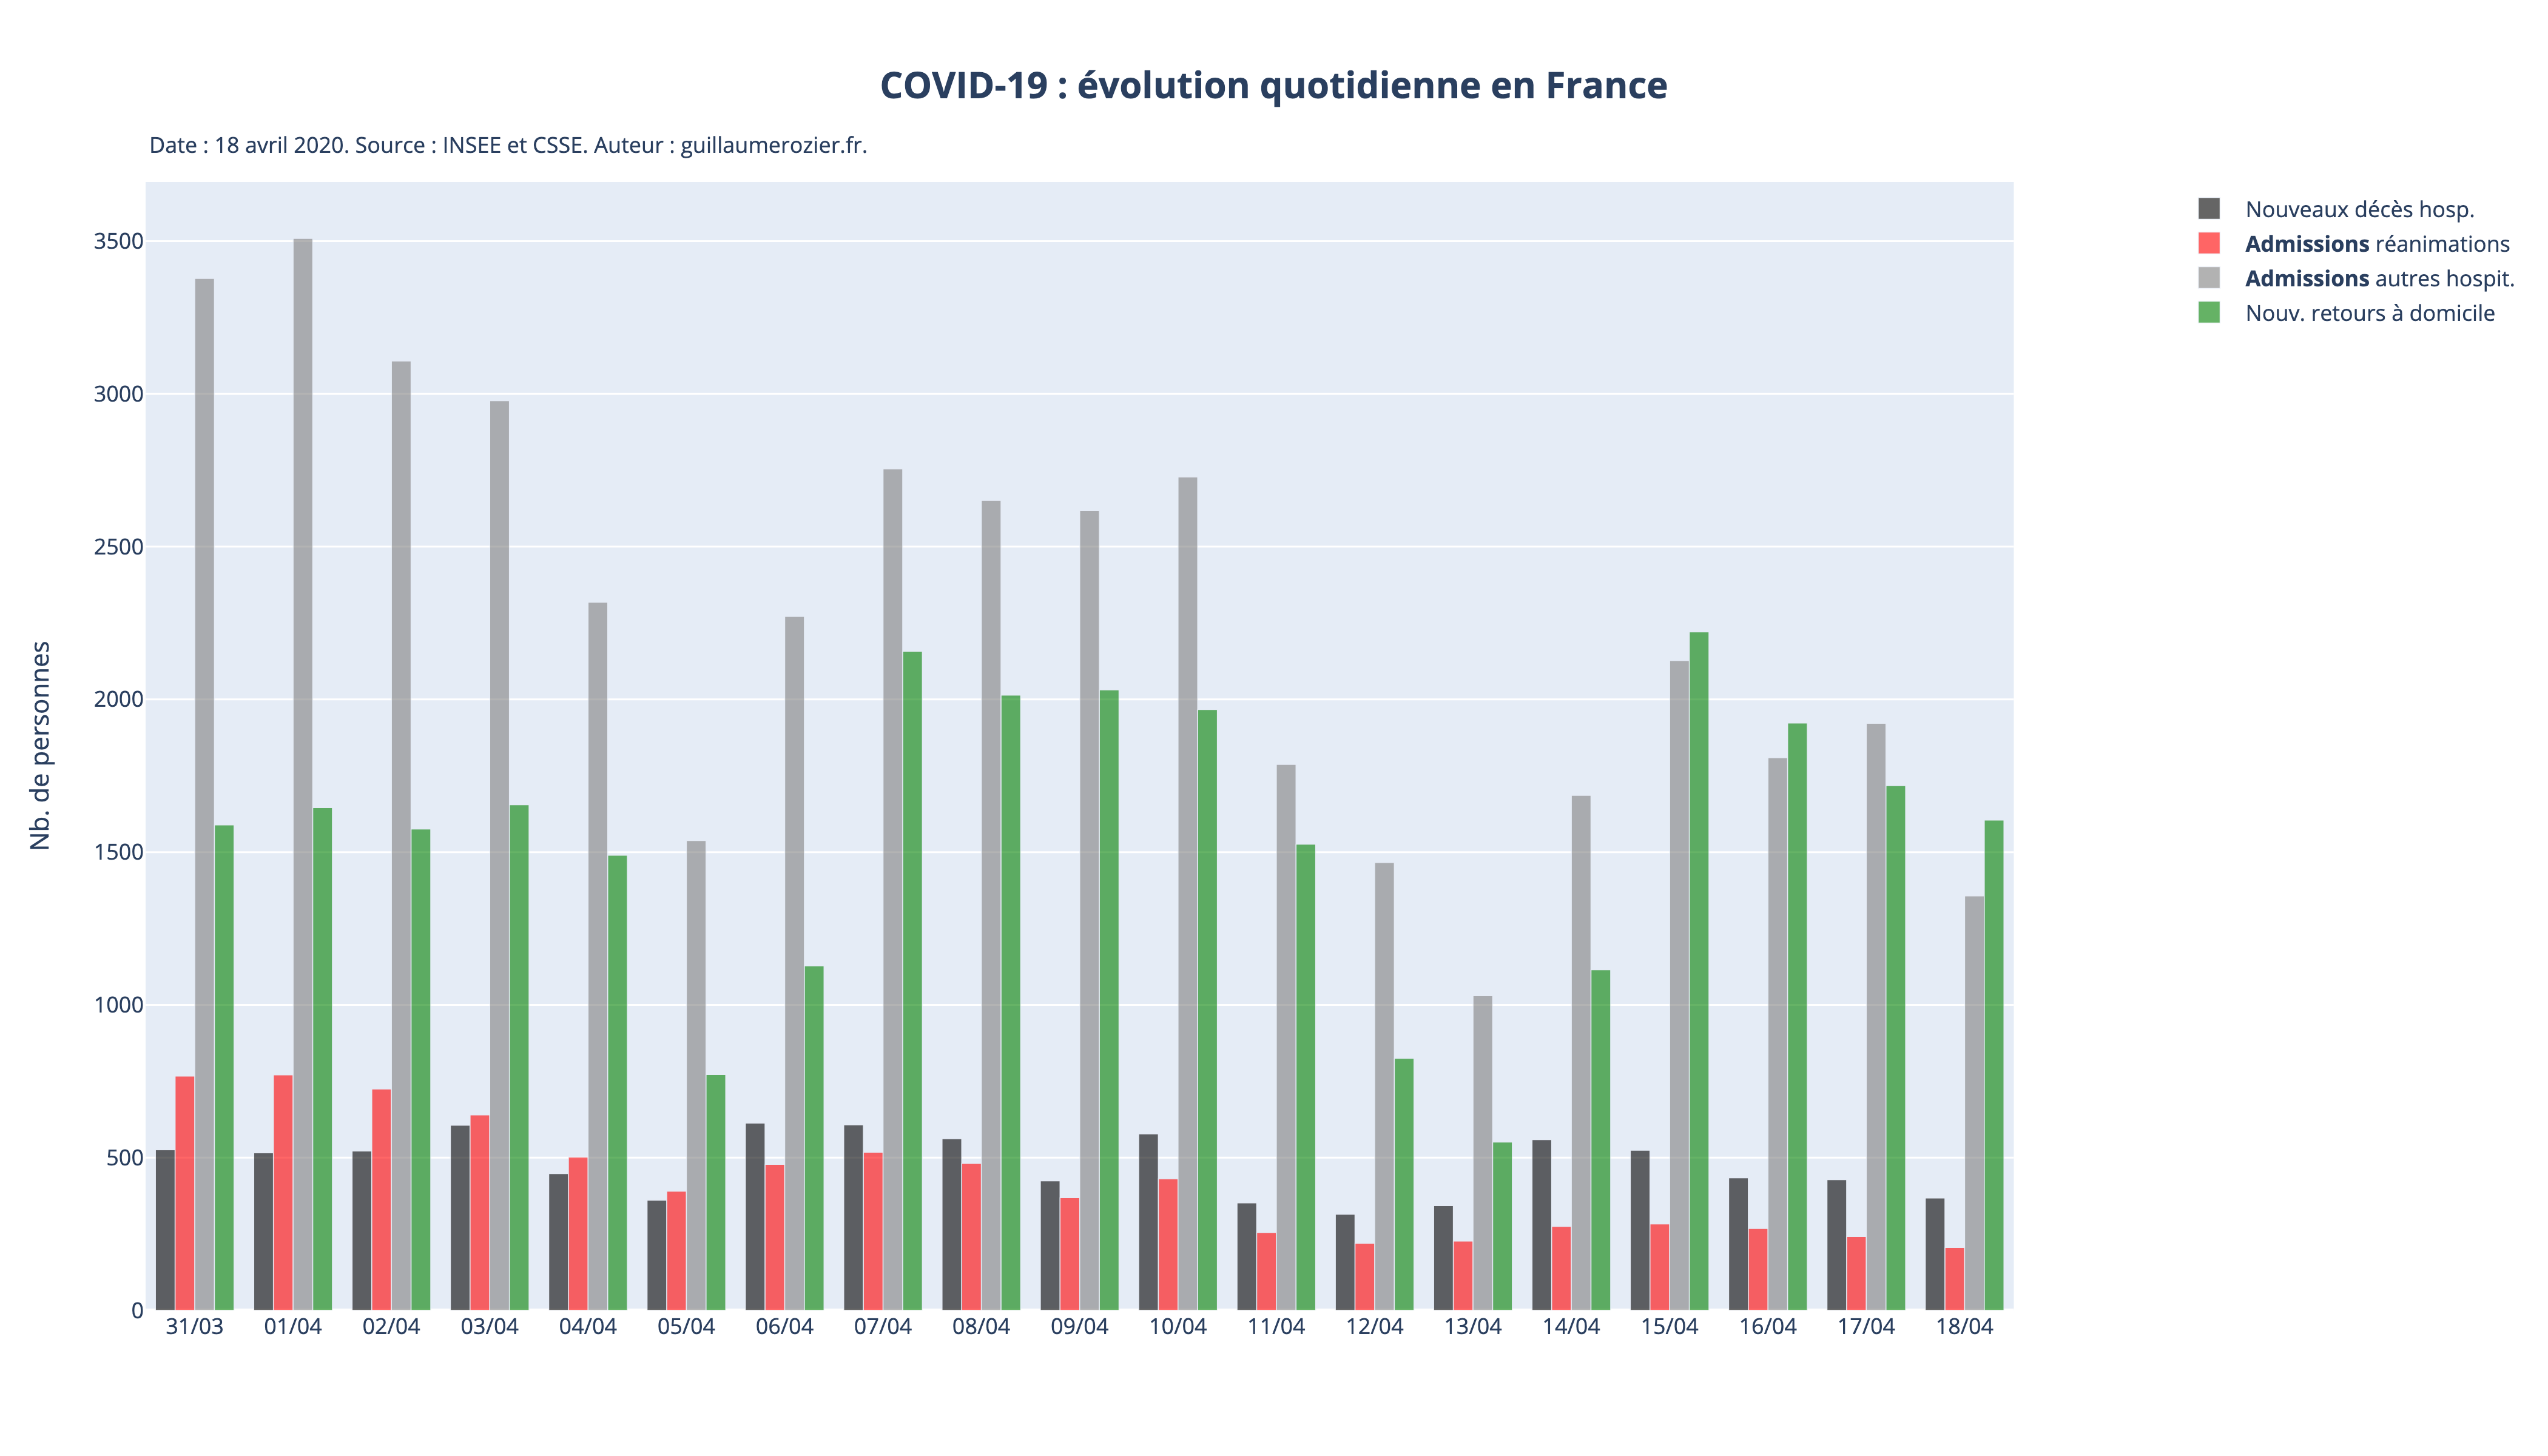 COVID-19 : évolution quotidienne en France
Date : 18 avril 2020. Source : INSEE et CSSE. Auteur : guillaumerozier.fr.
Nouveaux décès hosp.
Admissions réanimations
Admissions autres hospit.
Nouv. retours à domicile
Nb. de personnes
3500
3000
2500
2000
1500
1000
500
0
31/03 01/04 02/04 03/04 04/04 05/04 06/04 07/04 08/04 09/04 10/04 11/04 12/04 13/04 14/04 15/04 16/04 17/04 18/04